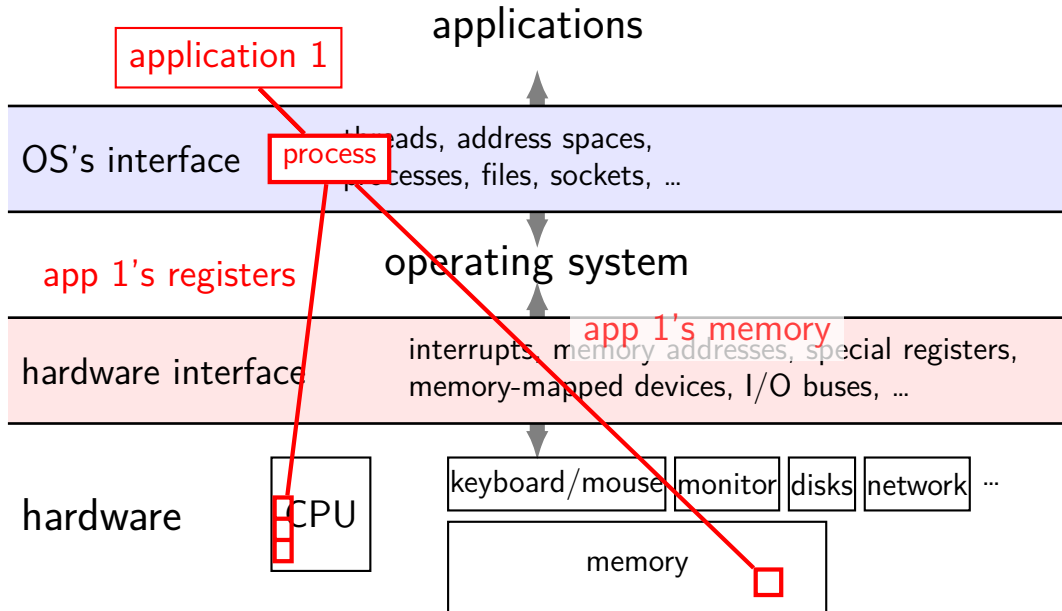 applications
application 1
OS's interface
process
threads, address spaces,
processes, files, sockets, ...
app 1's registers
operating system
app 1's memory
hardware interface
interrupts, memory addresses, special registers,
memory-mapped devices, I/O buses, ...
hardware
CPU
keyboard/mouse
monitor
disks
network
...
memory